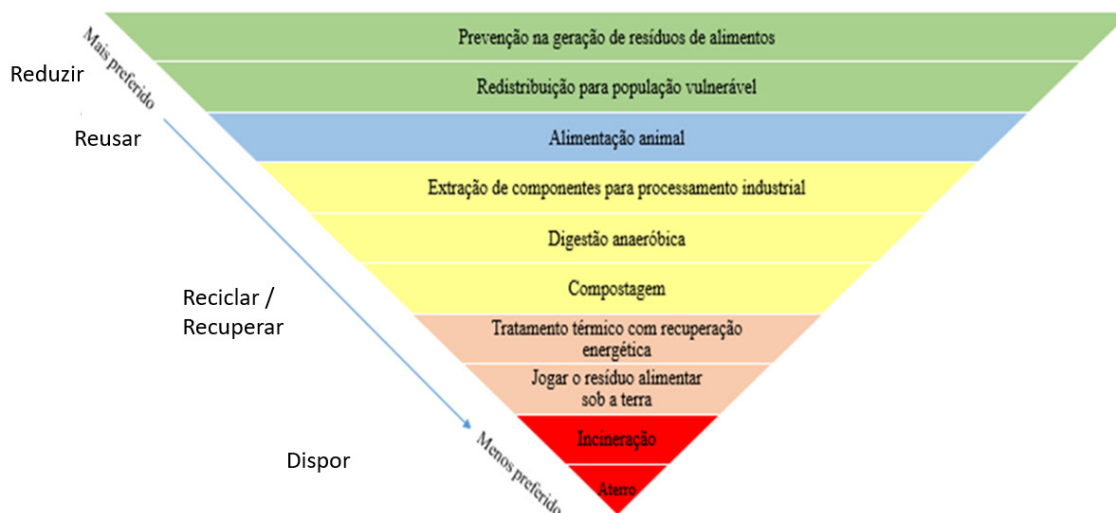 Prevenção na geração de resíduos de alimentos
Mais preferido
Reduzir
Redistribuição para população vulnerável
Reusar
Alimentação animal
Extração de componentes para processamento industrial
Digestão anaeróbica
Reciclar /
Recuperar
Compostagem
Tratamento térmico com recuperação
energética
Jogar o resíduo alimentar
sob a terra
Incineração
Dispor
Menos preferido
Aterro